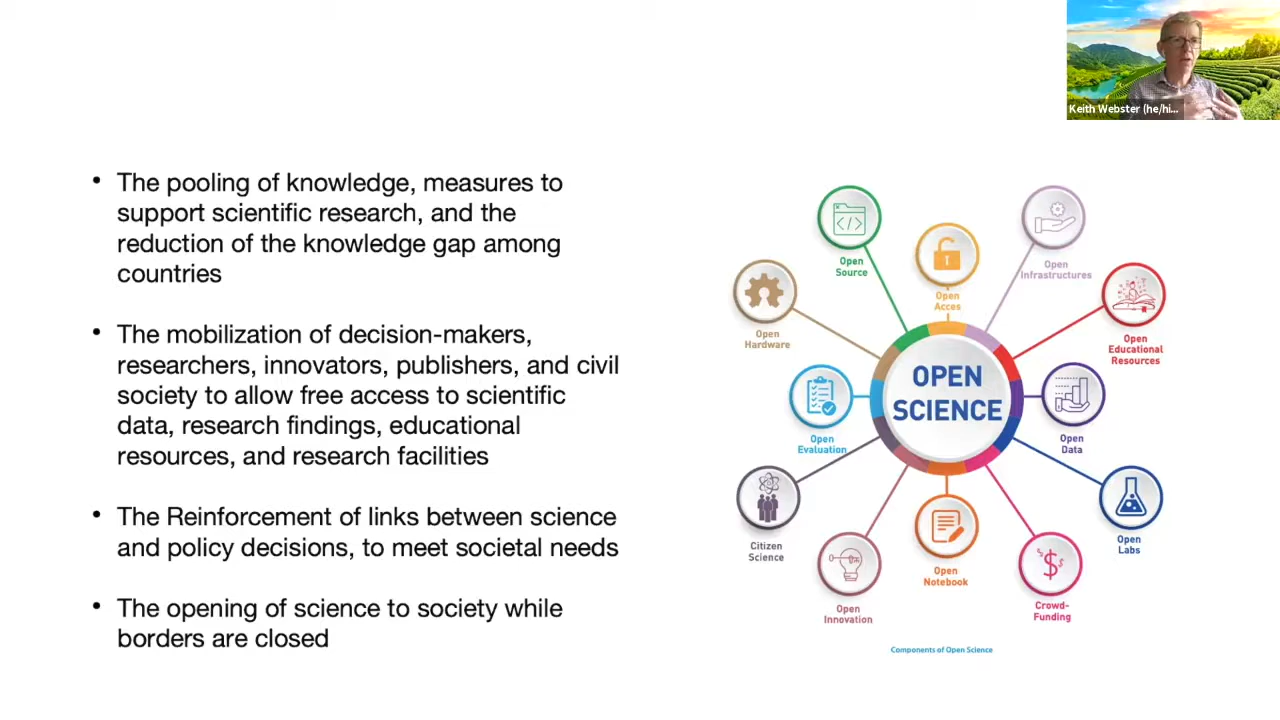 Keith Webster (he/hi...
• The pooling of knowledge, measures to
support scientific research, and the
reduction of the knowledge gap among
countries
• The mobilization of decision-makers,
researchers, innovators, publishers, and civil
society to allow free access to scientific
data, research findings, educational
resources, and research facilities
• The Reinforcement of links between science
and policy decisions, to meet societal needs
• The opening of science to society while
borders are closed
Open
Source
Open
Acces
Open
Infrastructures
Open
Hardware
Open
Educational
Resources
OPEN
SCIENCE
Open
Evaluation
Open
Data
Citizen
Science
Open
Labs
Open
Innovation
Open
Notebook
Crowd-
Funding
Components of Open Science